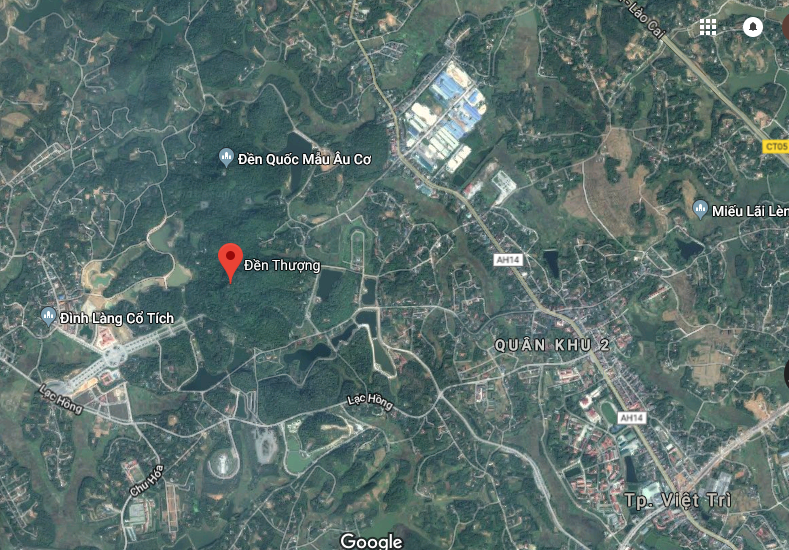 Lào Cai
CT05
Đền Quốc Mẫu Âu Cơ
Miếu Lãi Lèn
AH14
Đền Thượng
Đình Làng Cổ Tích
QUÂN KHU 2
Lạc Hồng
Lạc Hồng
AH14
Chu Hóa
Tp. Việt Trì
Google